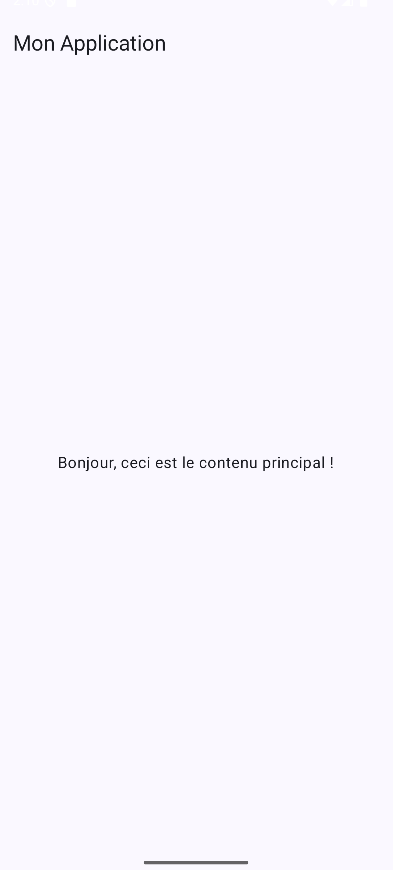 Mon Application
Bonjour, ceci est le contenu principal !